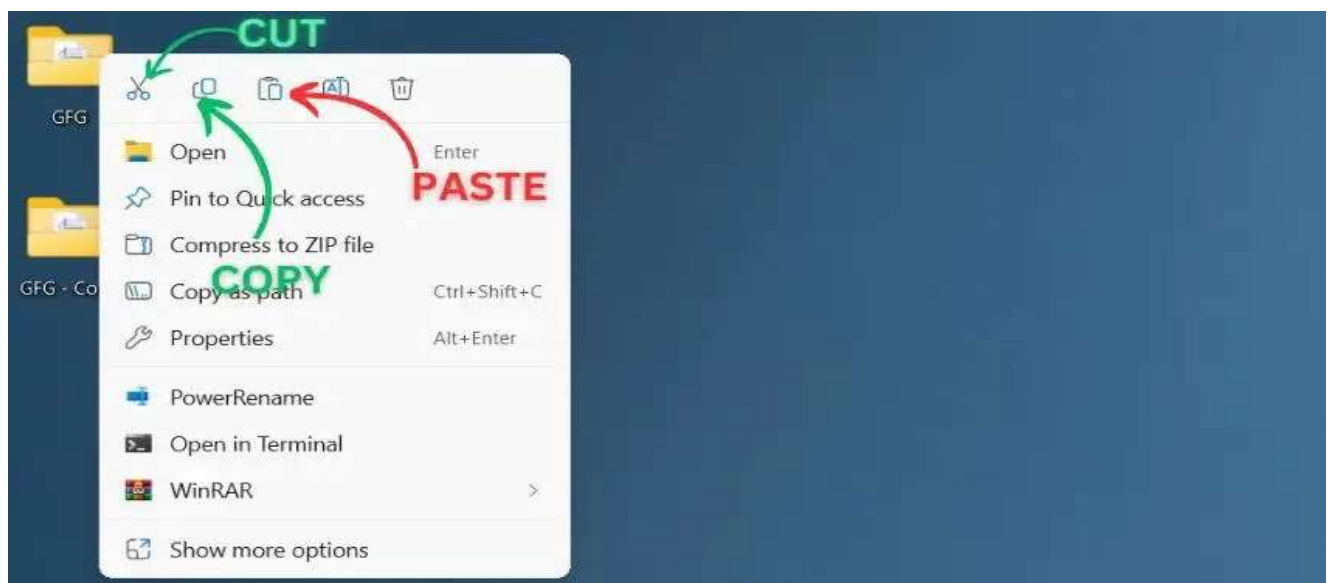 CUT
GFG
Open Enter
Pin to Quick access
PASTE
Compress to ZIP file
COPY
GFG - Co
Copy as path Ctrl+Shift+C
Properties Alt+Enter
PowerRename
Open in Terminal
WinRAR
Show more options